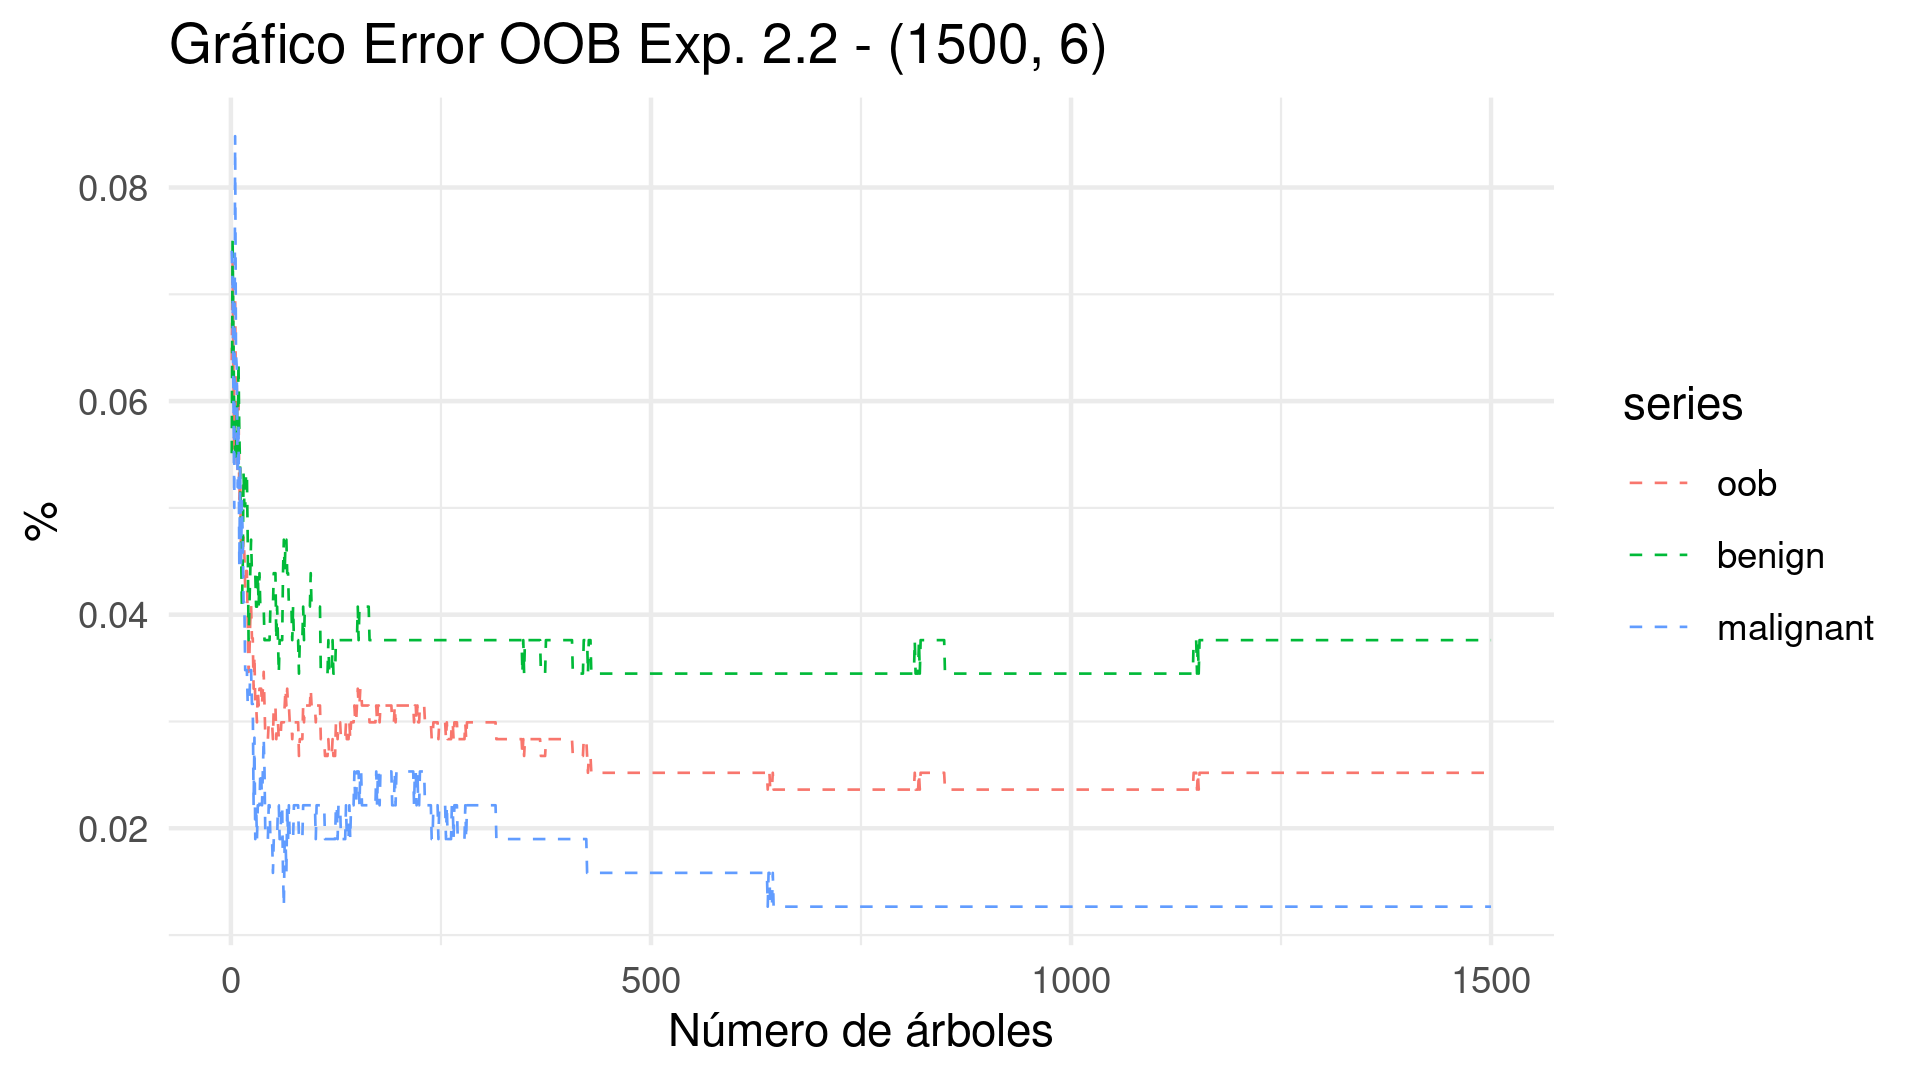 Gráfico Error OOB Exp. 2.2 - (1500, 6)
%
0.08
0.06
0.04
0.02
0
500
1000
1500
Número de árboles
series
oob
benign
malignant